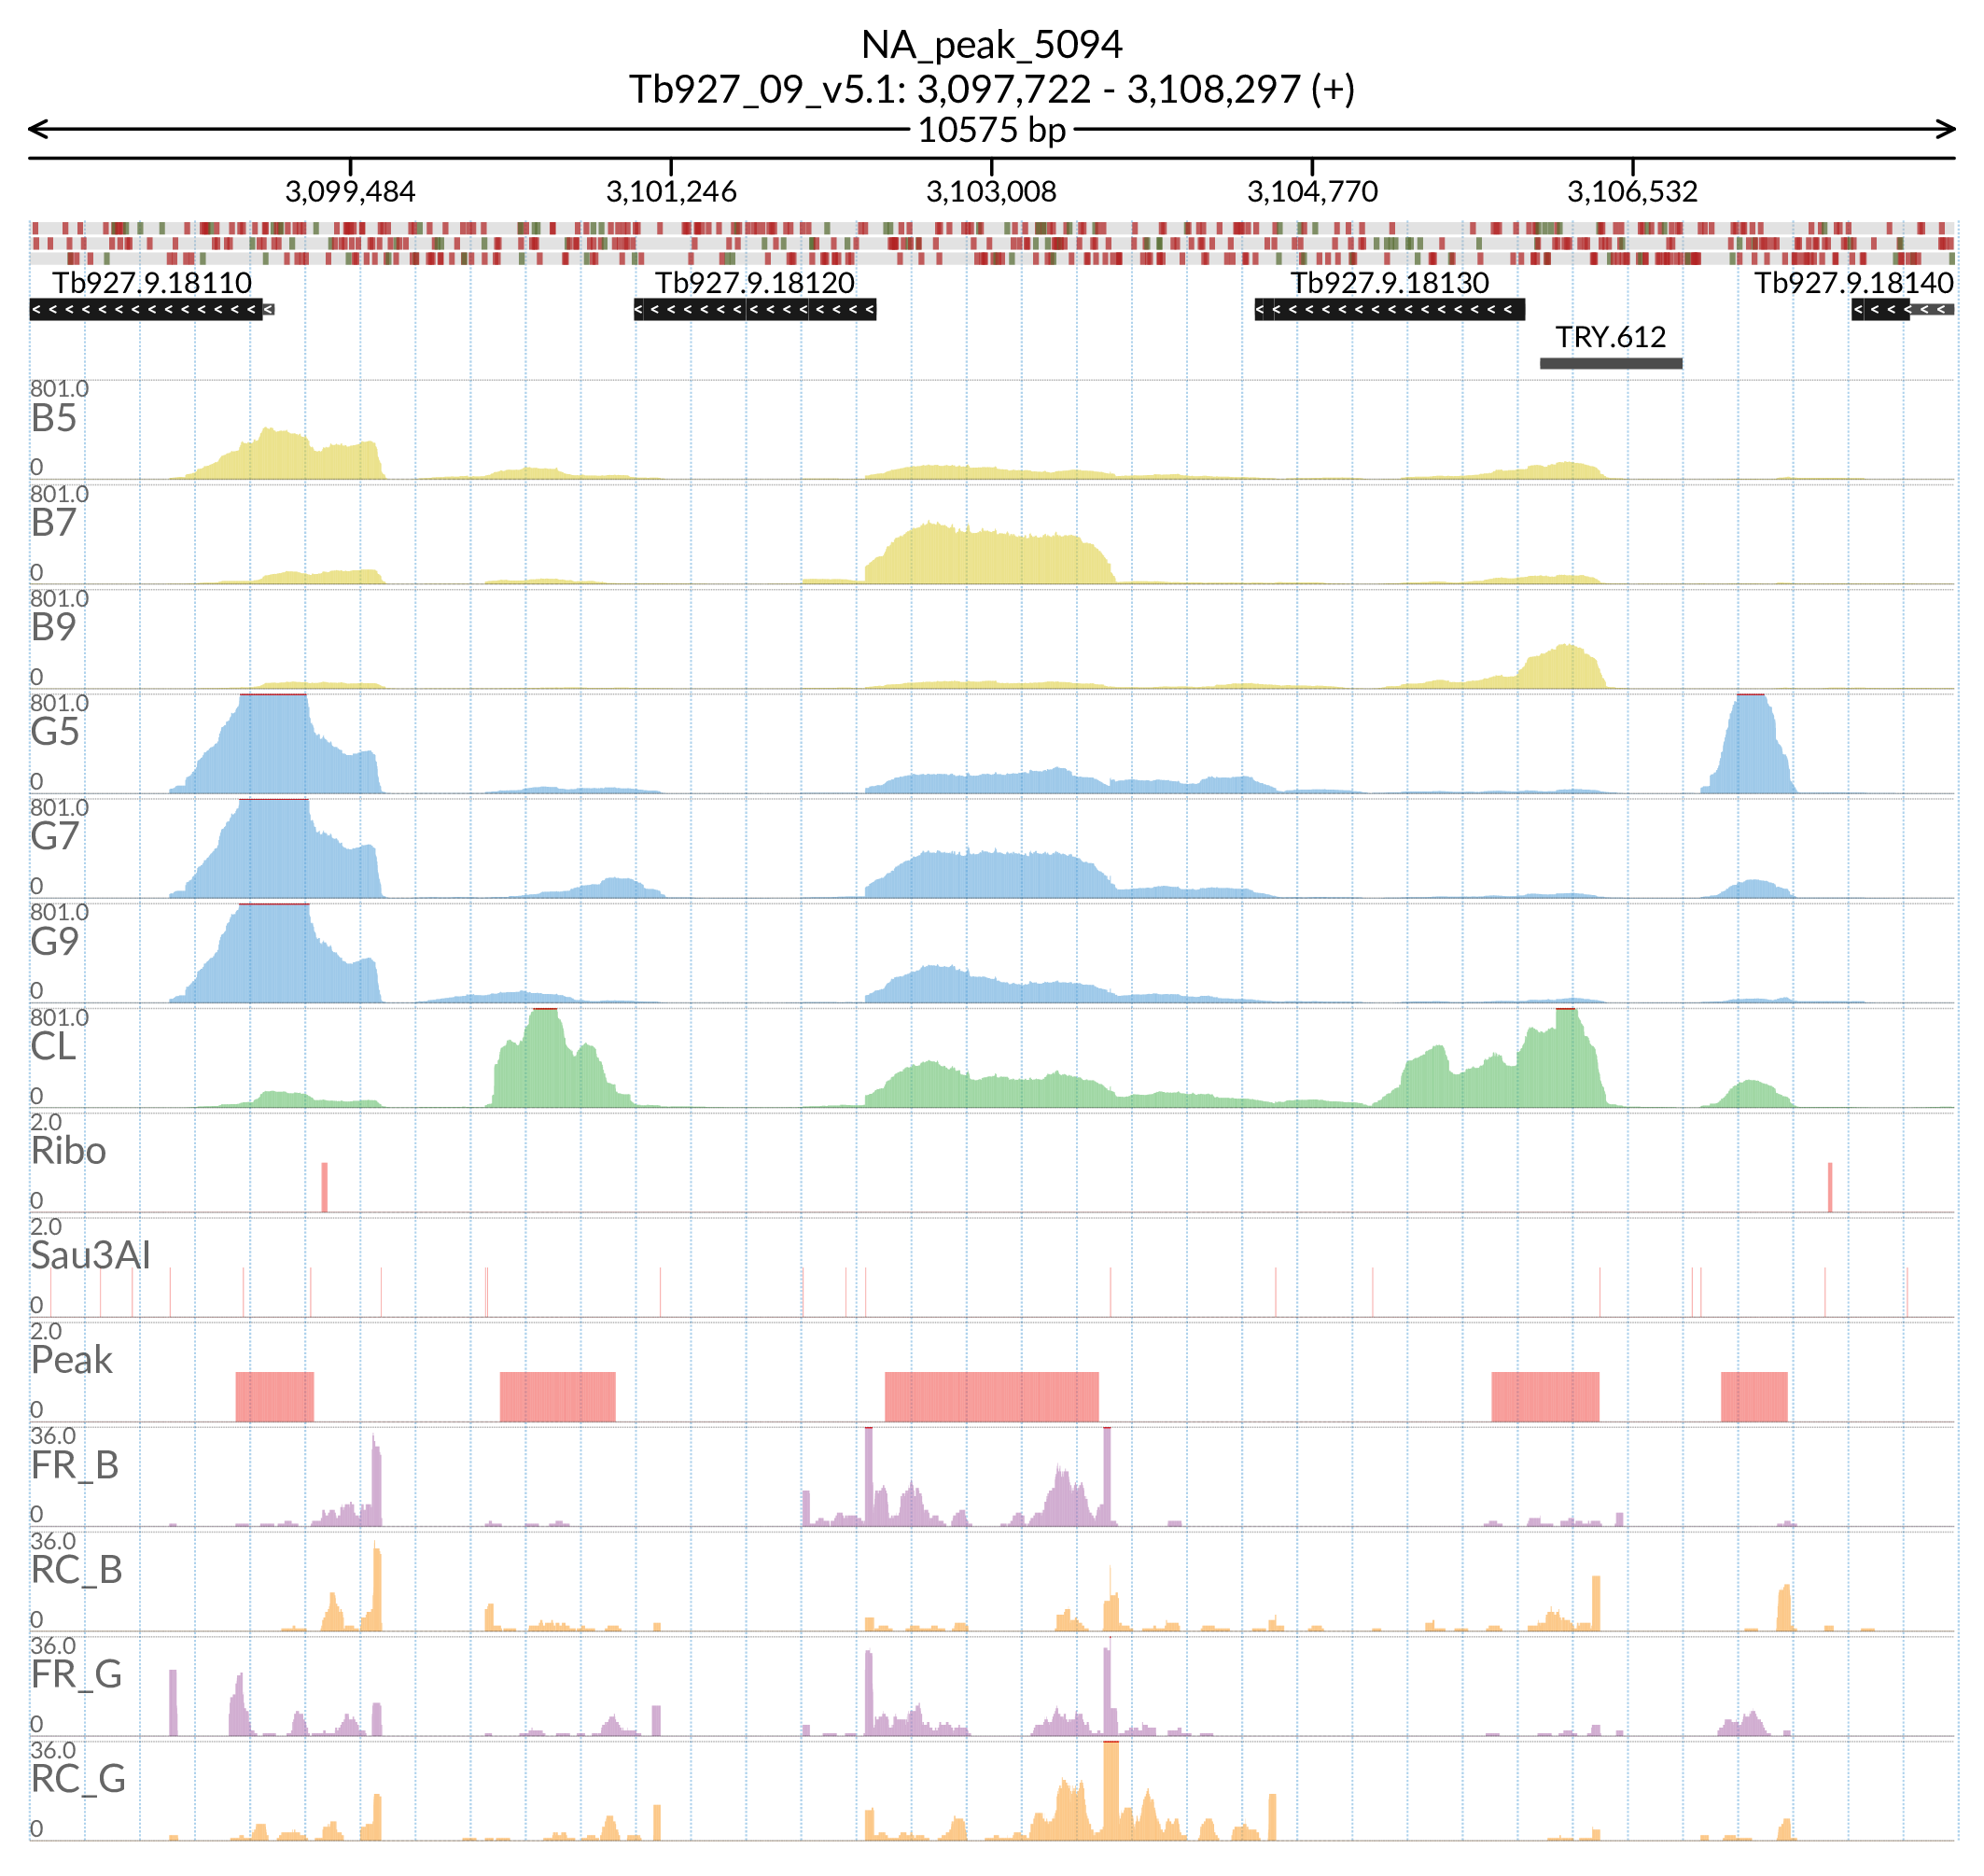 NA_peak_5094
Tb927_09_v5.1: 3,097,722 - 3,108,297 (+)
10575 bp
3,099,484 3,101,246 3,103,008 3,104,770 3,106,532
Tb927.9.18110 Tb927.9.18120 Tb927.9.18130 Tb927.9.18140
TRY.612
801.0
B5
0
801.0
B7
0
801.0
B9
0
801.0
G5
0
801.0
G7
0
801.0
G9
0
801.0
CL
0
2.0
Ribo
0
2.0
Sau3AI
0
2.0
Peak
0
36.0
FR_B
0
36.0
RC_B
0
36.0
FR_G
0
36.0
RC_G
0